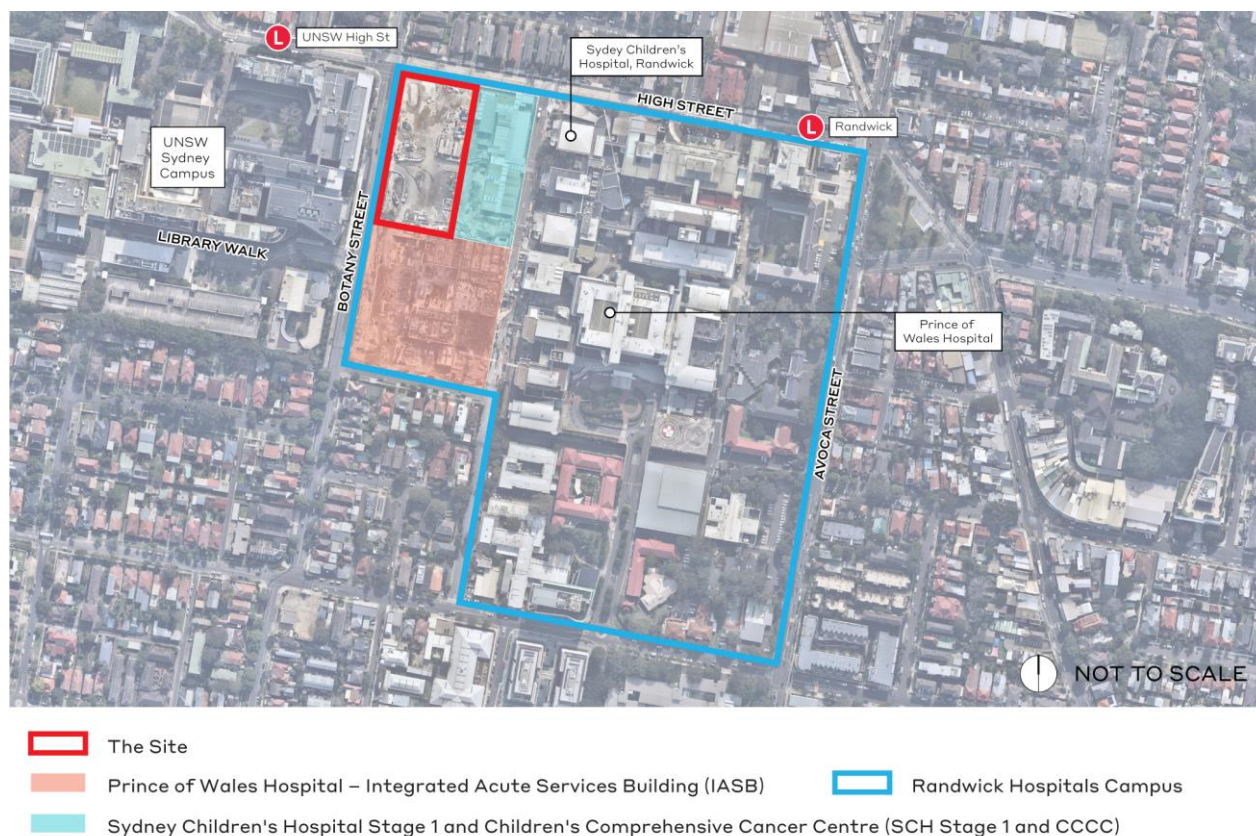 L UNSW High St
Sydey Children's
Hospital, Randwick
HIGH STREET
L Randwick
UNSW
Sydney
Campus
BOTANY STREET
LIBRARY WALK
Prince of
Wales Hospital
AVOCA STREET
NOT TO SCALE
The Site
Prince of Wales Hospital – Integrated Acute Services Building (IASB)
Randwick Hospitals Campus
Sydney Children's Hospital Stage 1 and Children's Comprehensive Cancer Centre (SCH Stage 1 and CCCC)